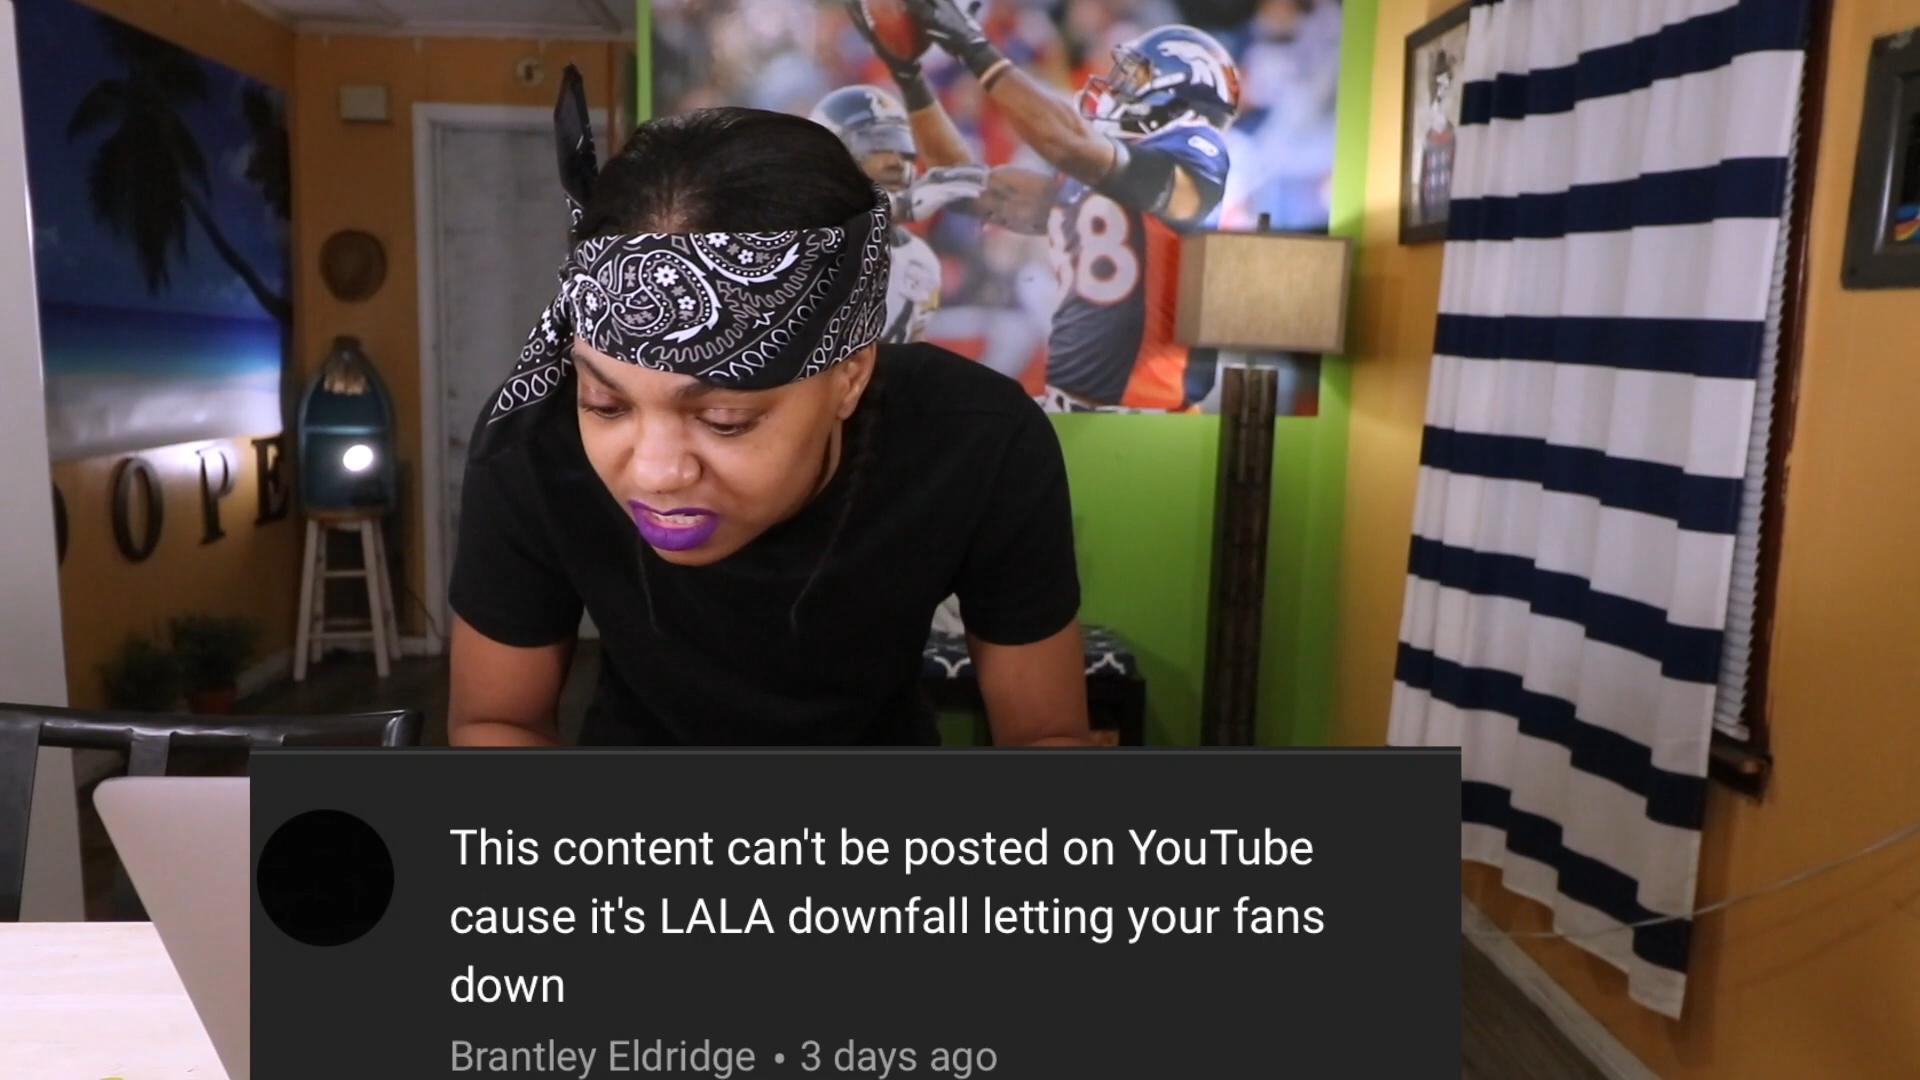 OPE
88
This content can't be posted on YouTube
cause it's LALA downfall letting your fans
down
Brantley Eldridge • 3 days ago